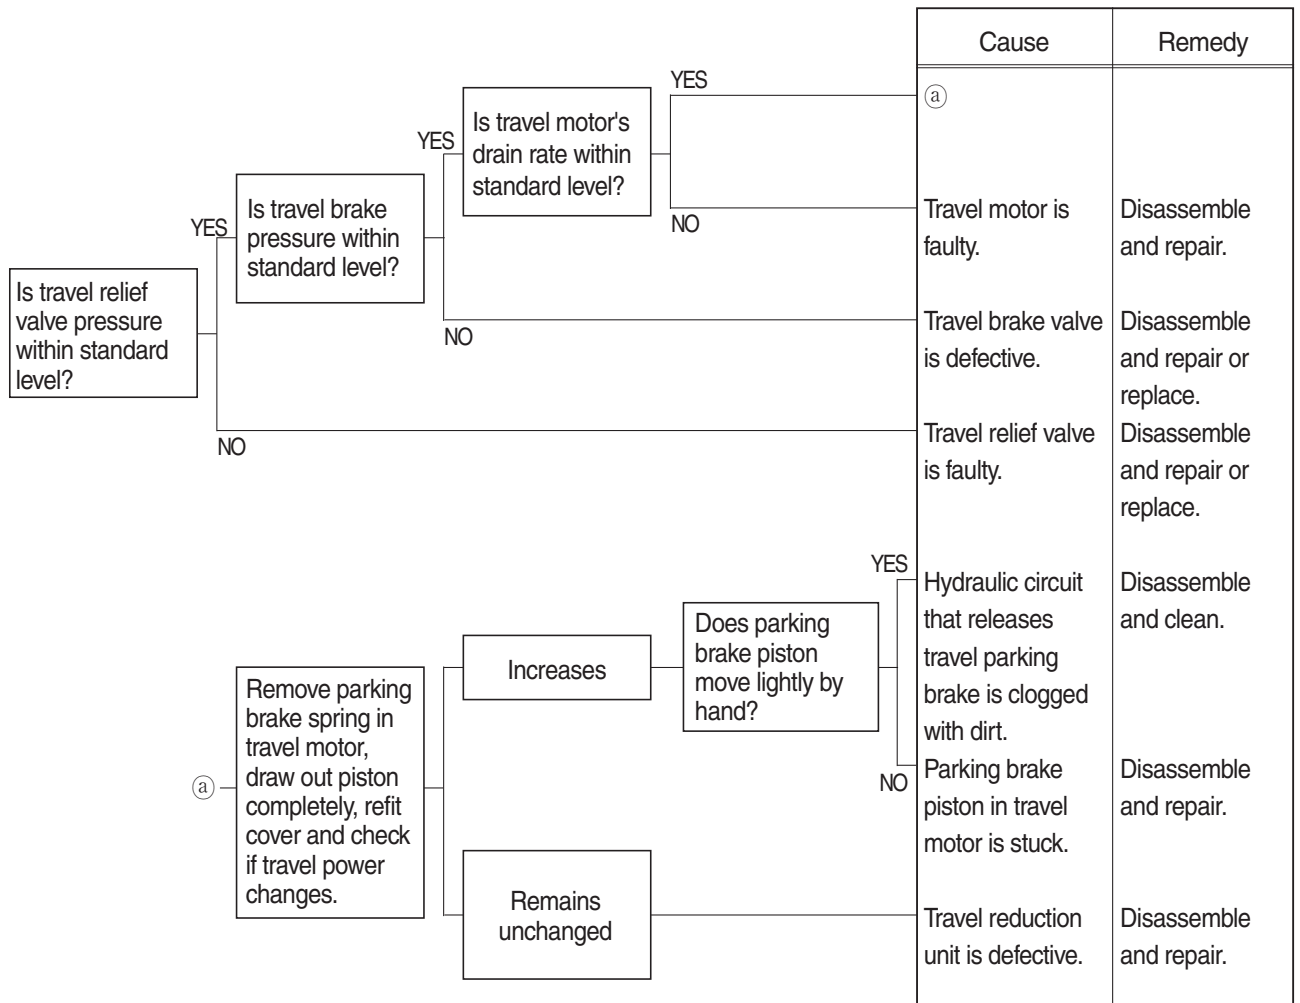 Cause
Remedy
YES
ⓐ
Is travel motor's
drain rate within
standard level?
YES
NO
Travel motor is
faulty.
Disassemble
and repair.
Is travel brake
pressure within
standard level?
YES
NO
Travel brake valve
is defective.
Disassemble
and repair or
replace.
Is travel relief
valve pressure
within standard
level?
NO
Travel relief valve
is faulty.
Disassemble
and repair or
replace.
ⓐ
Remove parking
brake spring in
travel motor,
draw out piston
completely, refit
cover and check
if travel power
changes.
Increases
Does parking
brake piston
move lightly by
hand?
YES
Hydraulic circuit
that releases
travel parking
brake is clogged
with dirt.
Disassemble
and clean.
NO
Parking brake
piston in travel
motor is stuck.
Disassemble
and repair.
Remains
unchanged
Travel reduction
unit is defective.
Disassemble
and repair.